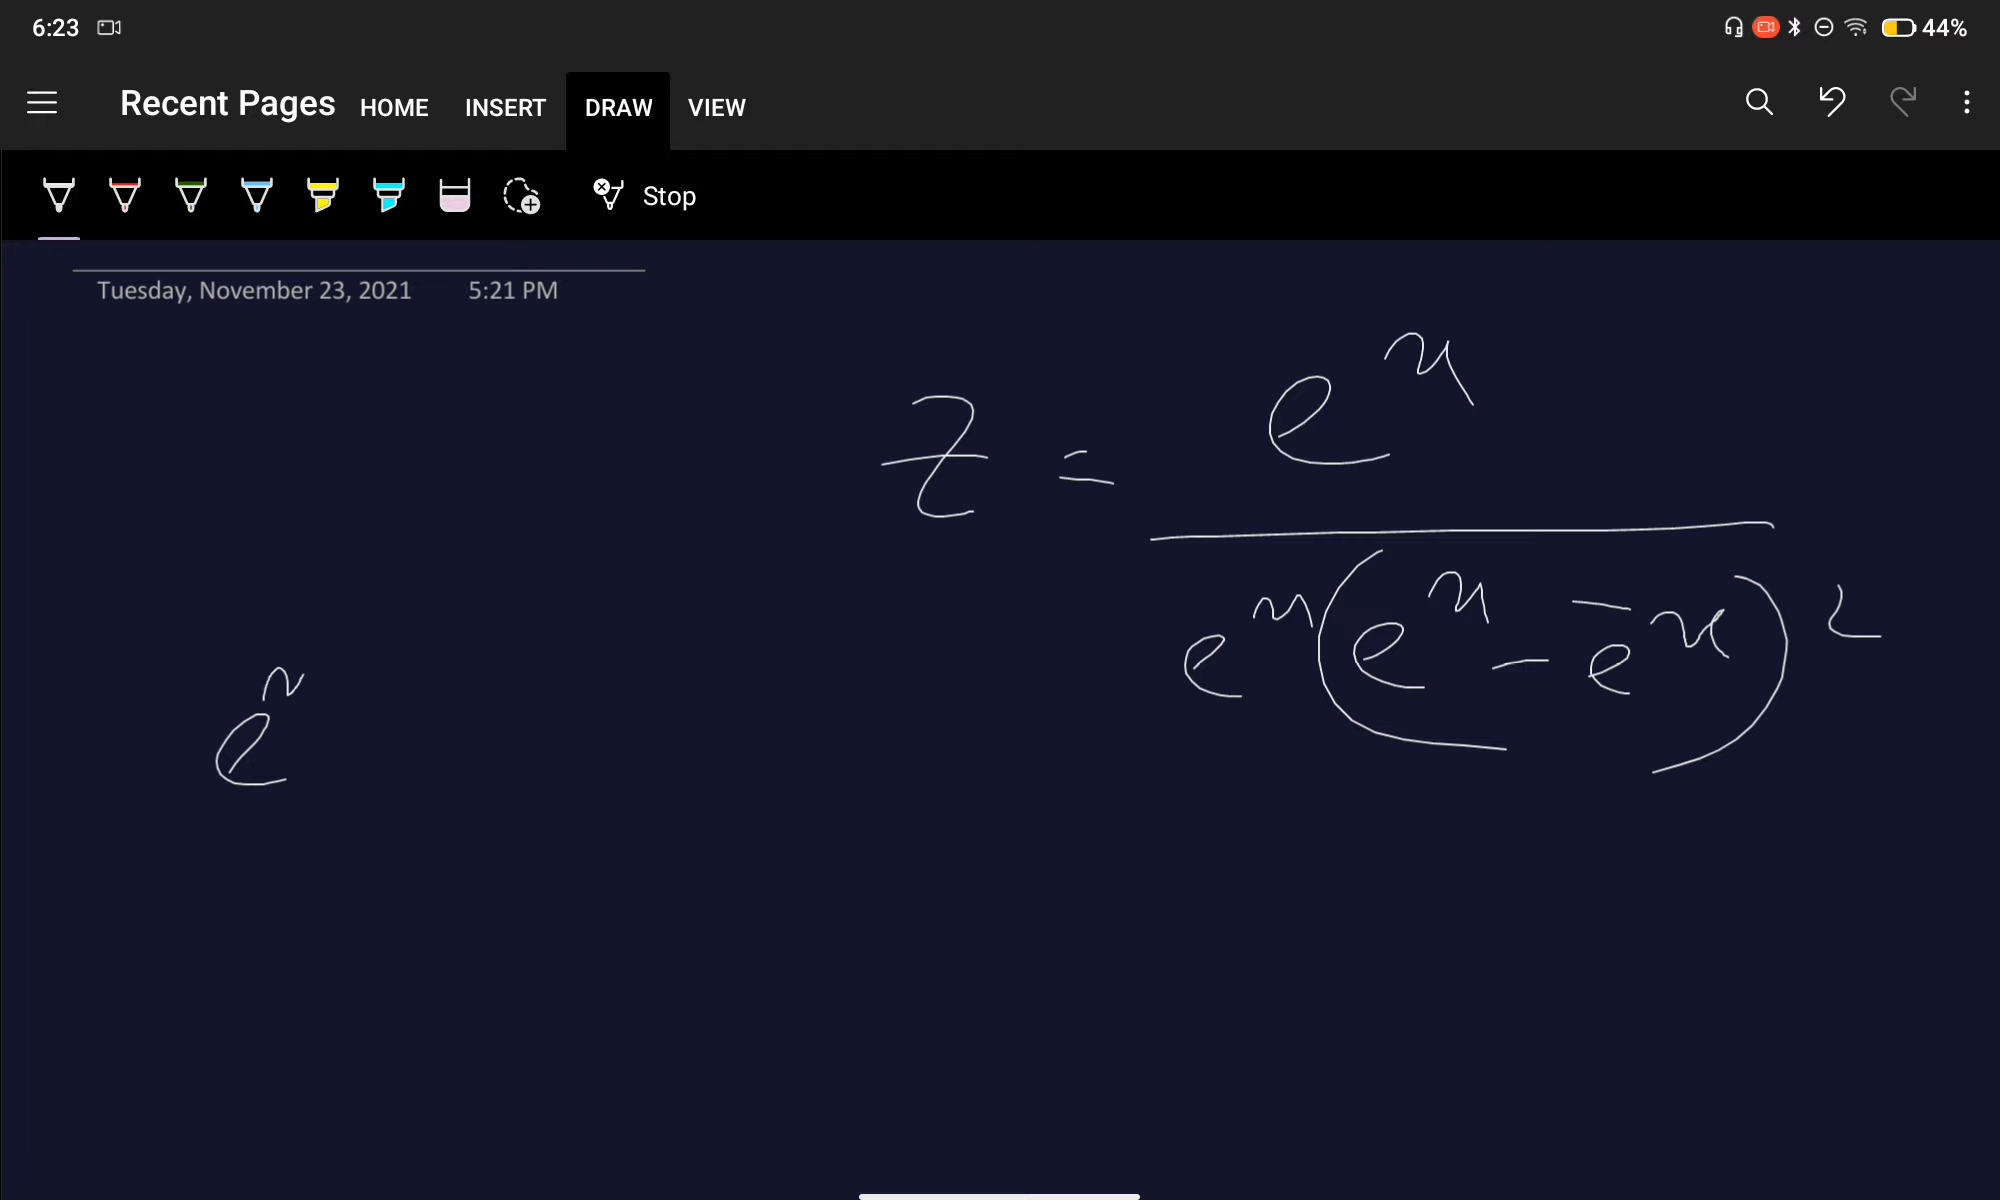 6:23 44%
Recent Pages HOME INSERT DRAW VIEW
Stop
Tuesday, November 23, 2021 5:21 PM
z = e^x
e^x(e^x - e^-x)^2
e^